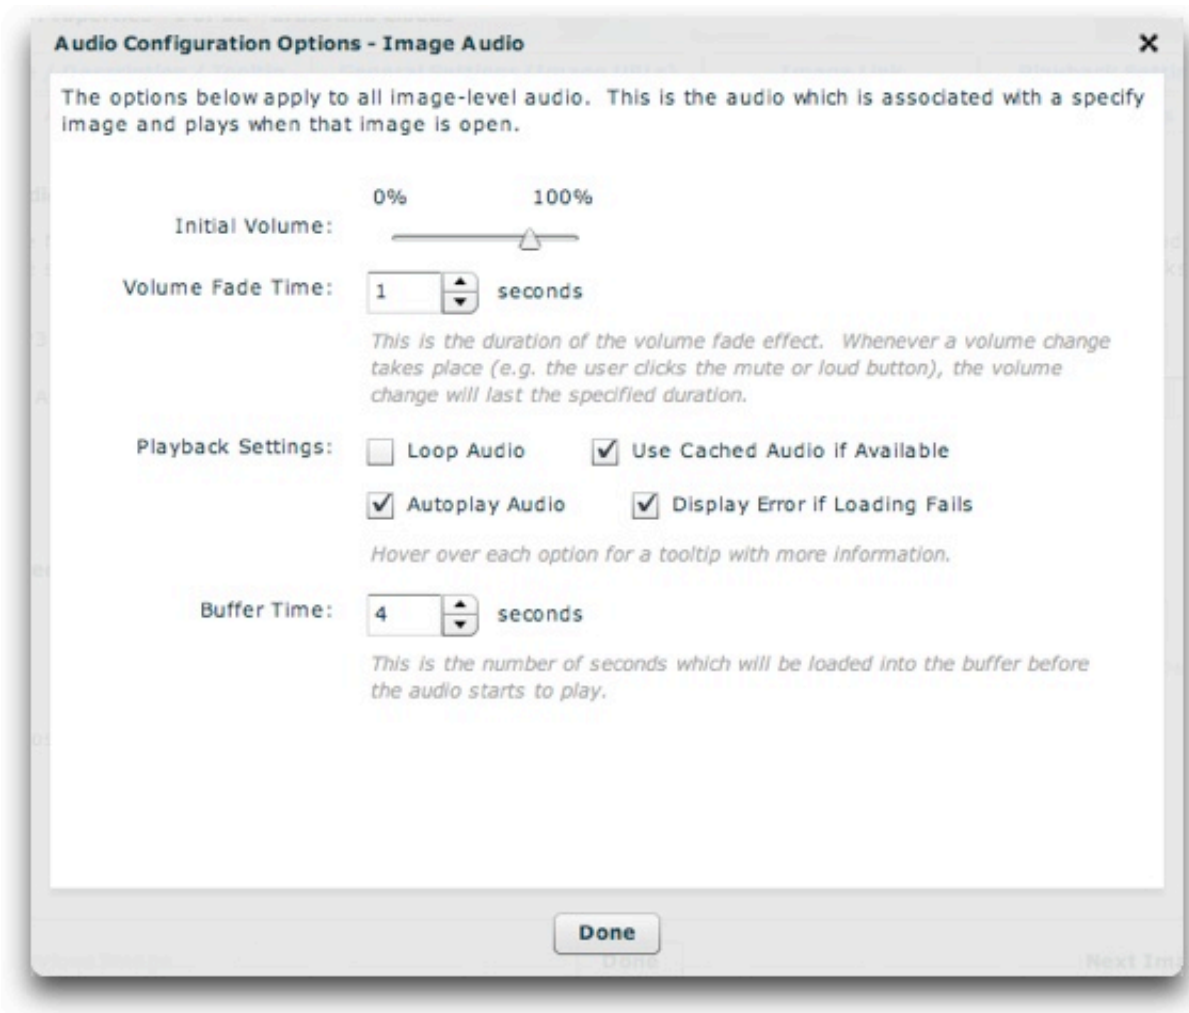 Audio Configuration Options - Image Audio
The options below apply to all image-level audio. This is the audio which is associated with a specify
image and plays when that image is open.
0% 100%
Initial Volume:
Volume Fade Time: 1 seconds
This is the duration of the volume fade effect. Whenever a volume change
takes place (e.g. the user clicks the mute or loud button), the volume
change will last the specified duration.
Playback Settings: Loop Audio Use Cached Audio if Available
Autoplay Audio Display Error if Loading Fails
Hover over each option for a tooltip with more information.
Buffer Time: 4 seconds
This is the number of seconds which will be loaded into the buffer before
the audio starts to play.
Done
Done